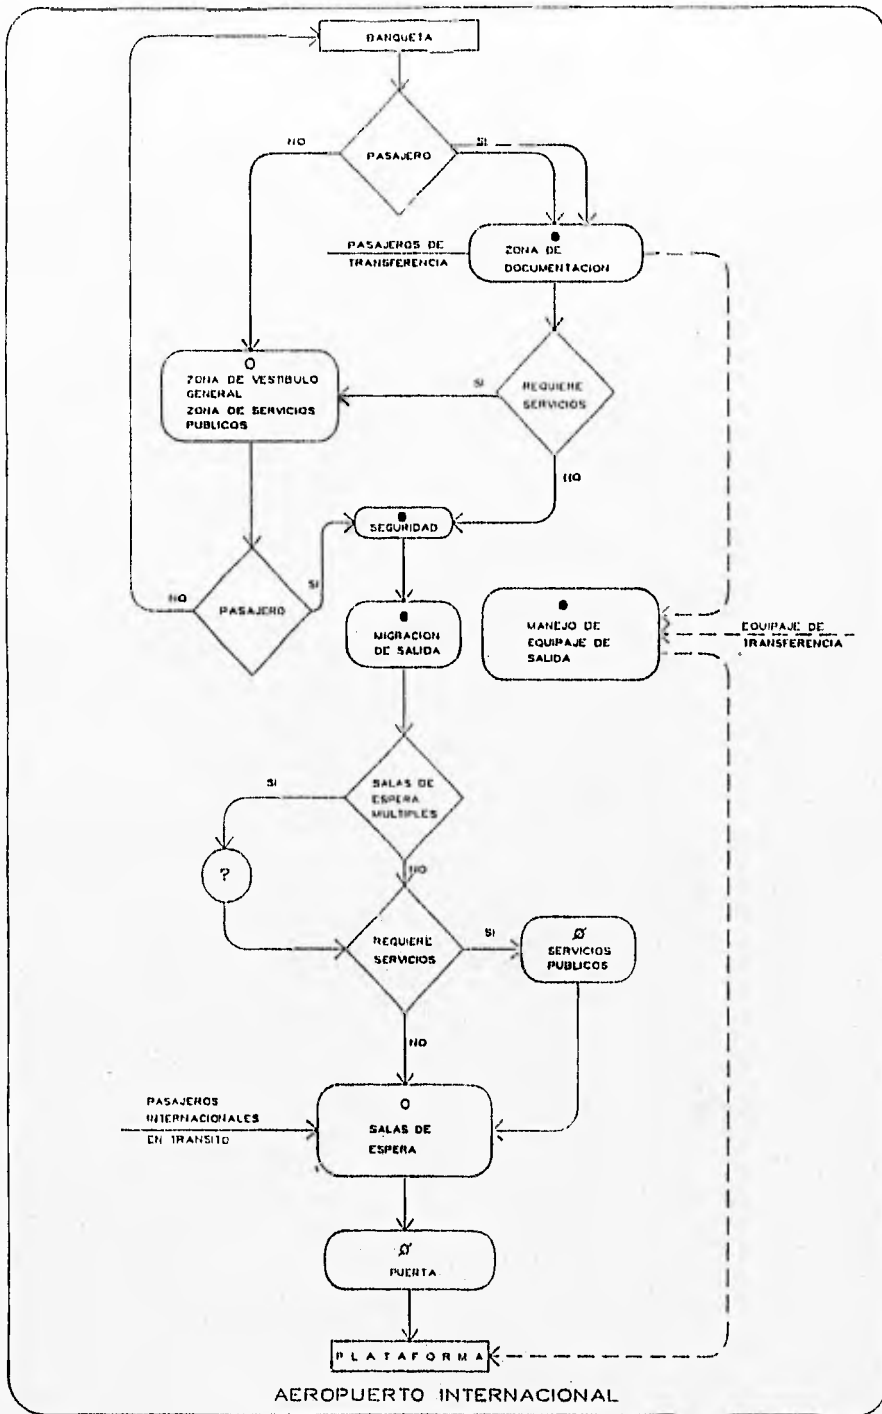 BANQUETA
PASAJERO
NO
SI
PASAJEROS DE
TRANSFERENCIA
ZONA DE
DOCUMENTACION
ZONA DE VESTIBULO
GENERAL
ZONA DE SERVICIOS
PUBLICOS
SI
REQUIERE
SERVICIOS
NO
SEGURIDAD
SI
NO
PASAJERO
MIGRACION
DE SALIDA
MANEJO DE
EQUIPAJE DE
SALIDA
EQUIPAJE DE
TRANSFERENCIA
SI
SALAS DE
ESPERA
MULTIPLES
NO
?
REQUIERE
SERVICIOS
SI
SERVICIOS
PUBLICOS
NO
PASAJEROS
INTERNACIONALES
EN TRANSITO
SALAS DE
ESPERA
PUERTA
PLATAFORMA
AEROPUERTO INTERNACIONAL